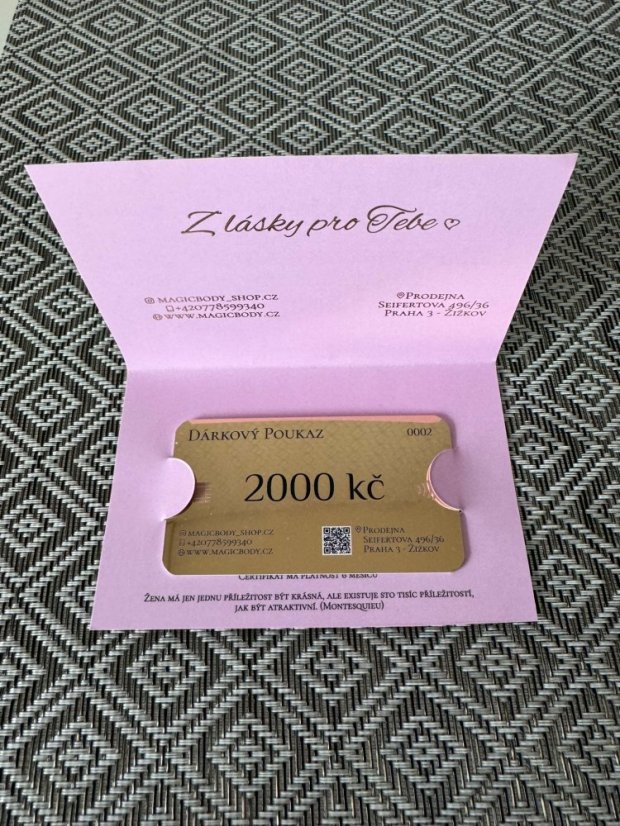 Z lásky pro Tebe ♡
magicbody_shop.cz
+420778599340
www.magicbody.cz
Prodejna
Seifertova 496/36
Praha 3 - Žižkov
Dárkový Poukaz
0002
2000 kč
magicbody_shop.cz
+420778599340
www.magicbody.cz
Prodejna
Seifertova 496/36
Praha 3 - Žižkov
Certifikát má platnost 6 měsíců
Žena má jen jednu příležitost být krásná, ale existuje sto tisíc příležitostí,
jak být atraktivní. (Montesquieu)